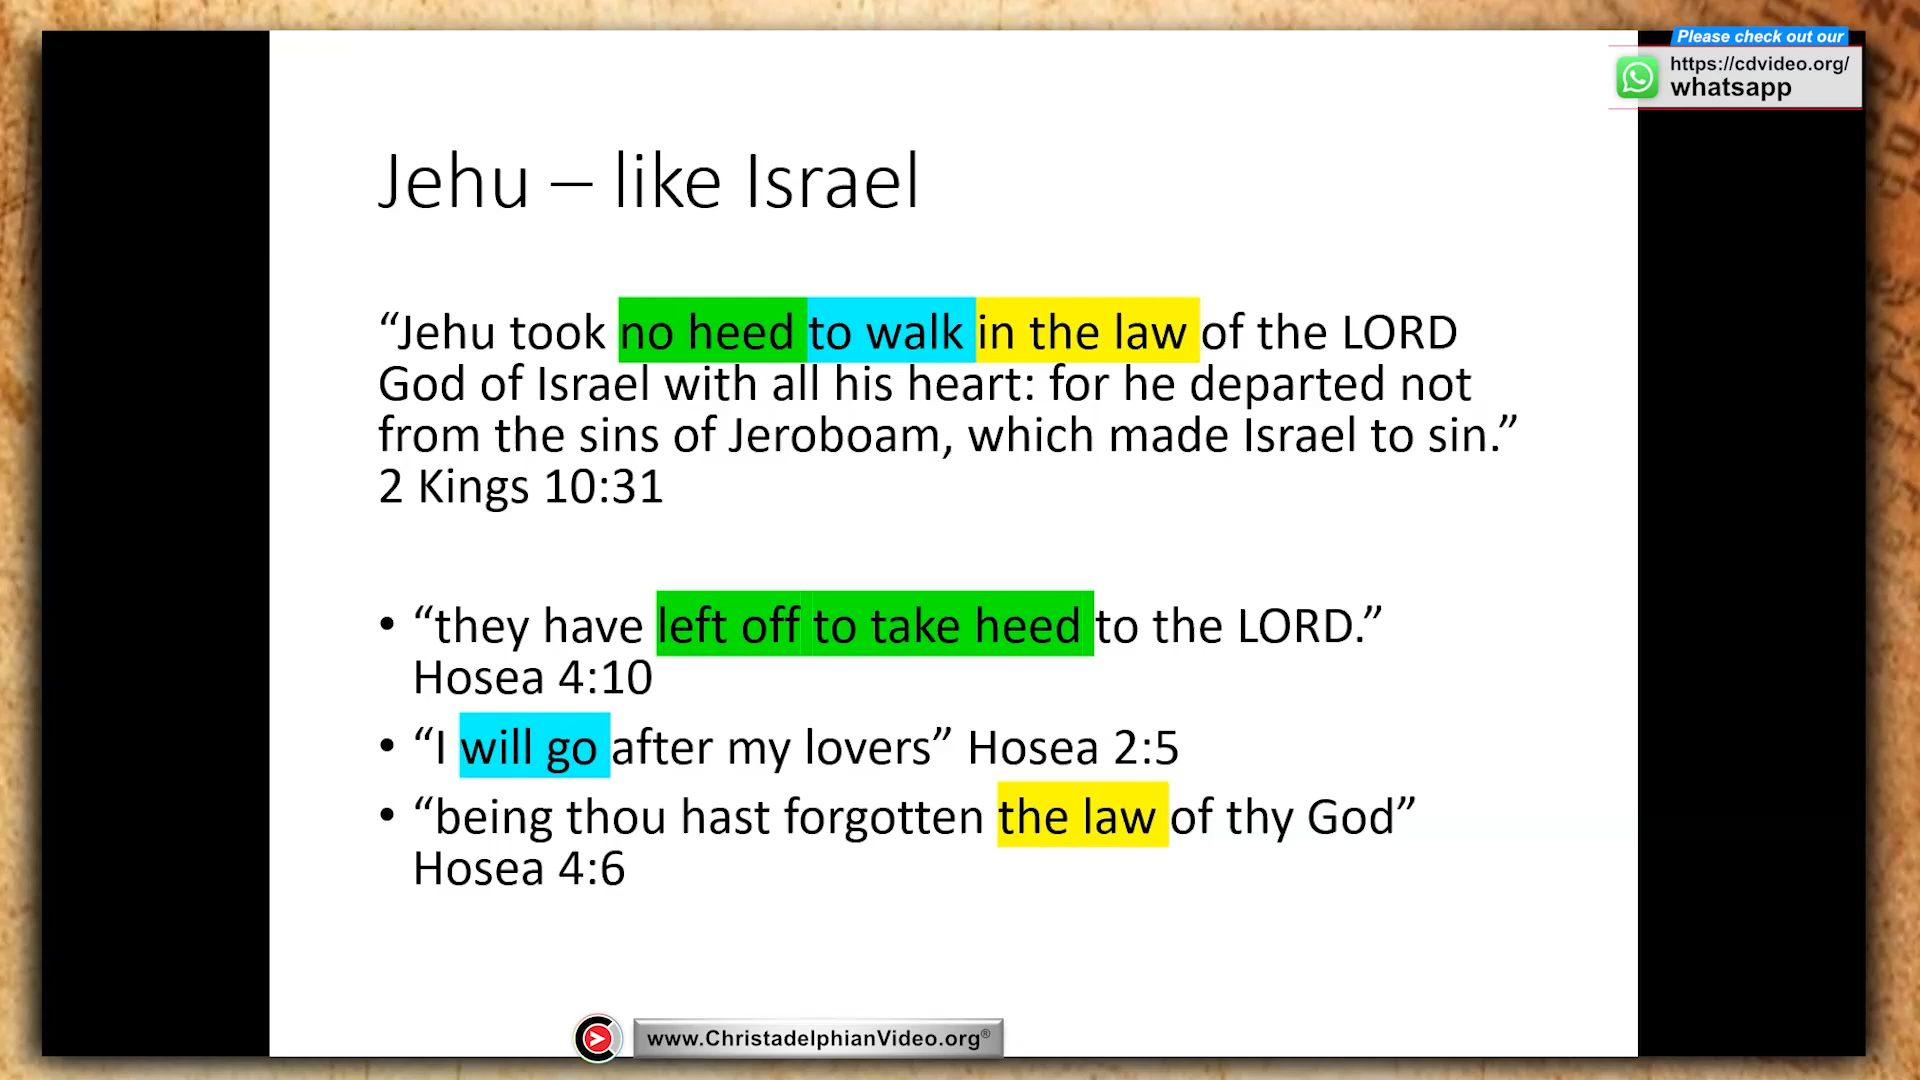 Please check out our
https://cdvideo.org/
whatsapp
Jehu – like Israel
“Jehu took no heed to walk in the law of the LORD
God of Israel with all his heart: for he departed not
from the sins of Jeroboam, which made Israel to sin.”
2 Kings 10:31
• “they have left off to take heed to the LORD.”
Hosea 4:10
• “I will go after my lovers” Hosea 2:5
• “being thou hast forgotten the law of thy God”
Hosea 4:6
www.ChristadelphianVideo.org®